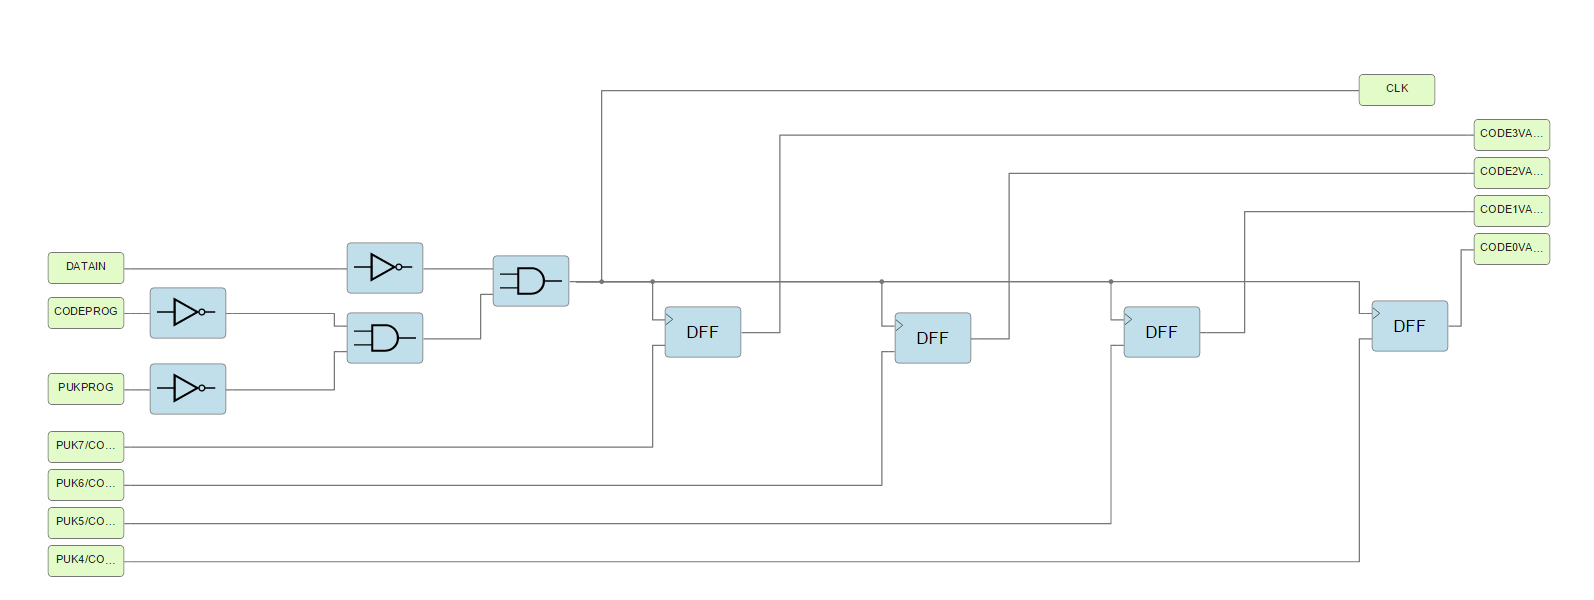 CLK
CODE3VA...
CODE2VA...
CODE1VA...
CODE0VA...
DATAIN
CODEPROG
PUKPROG
DFF
DFF
DFF
DFF
PUK7/CO...
PUK6/CO...
PUK5/CO...
PUK4/CO...